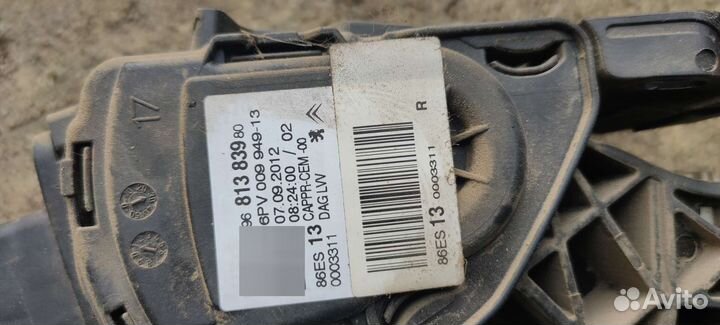 17
96 813 839 80
6PV 009 949-13
07.09.2012
08:24:00 / 02
CAPPR-CEM -00
86ES 13 DAG LW
0003311
86ES 13 0003311
R
Avito